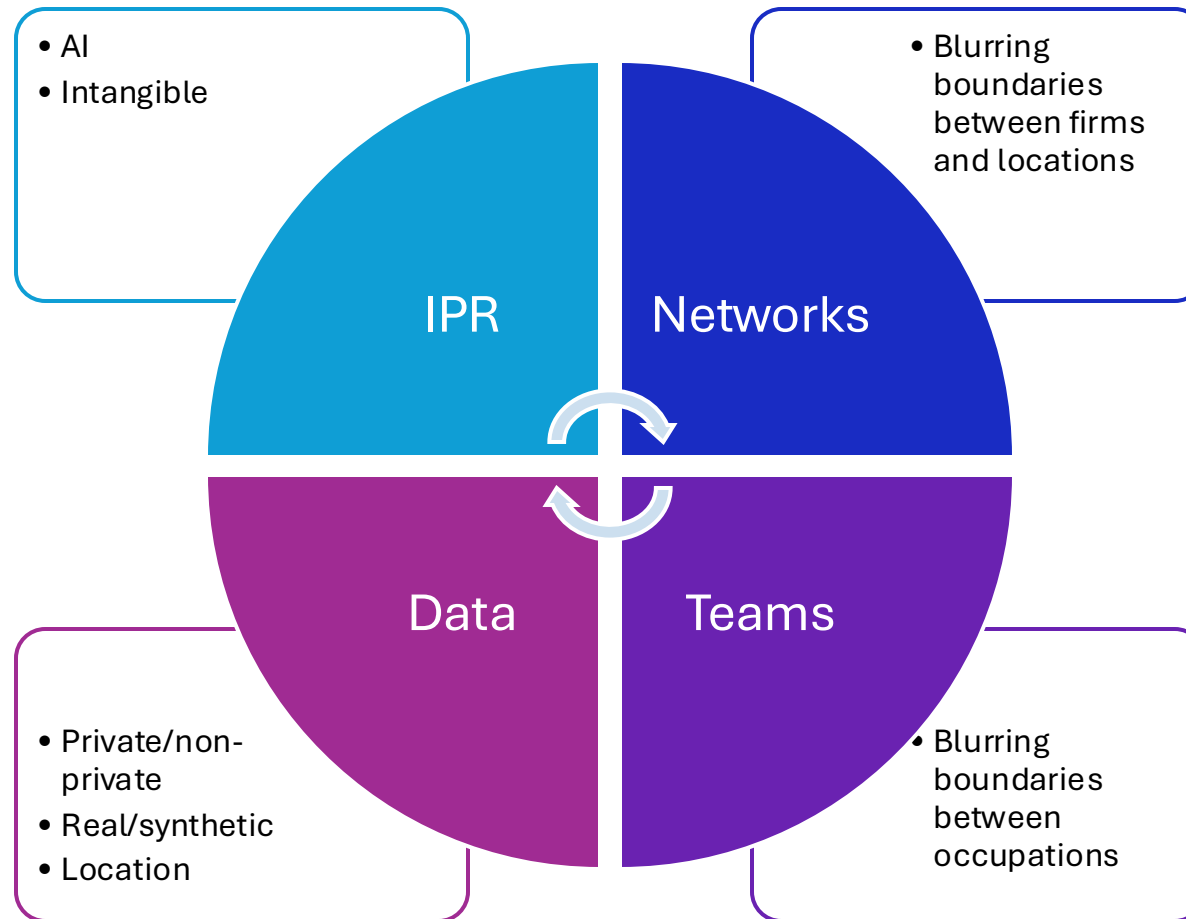 • AI
• Intangible
• Blurring
boundaries
between firms
and locations
IPR
Networks
Data
Teams
• Private/non-
private
• Real/synthetic
• Location
• Blurring
boundaries
between
occupations